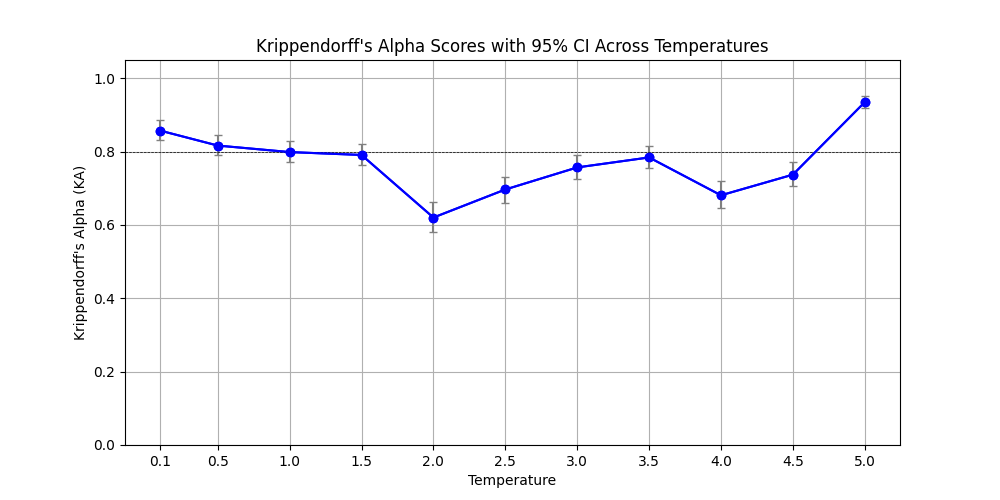 Krippendorff's Alpha Scores with 95% CI Across Temperatures
Krippendorff's Alpha (KA)
1.0
0.8
0.6
0.4
0.2
0.0
0.1 0.5 1.0 1.5 2.0 2.5 3.0 3.5 4.0 4.5 5.0
Temperature